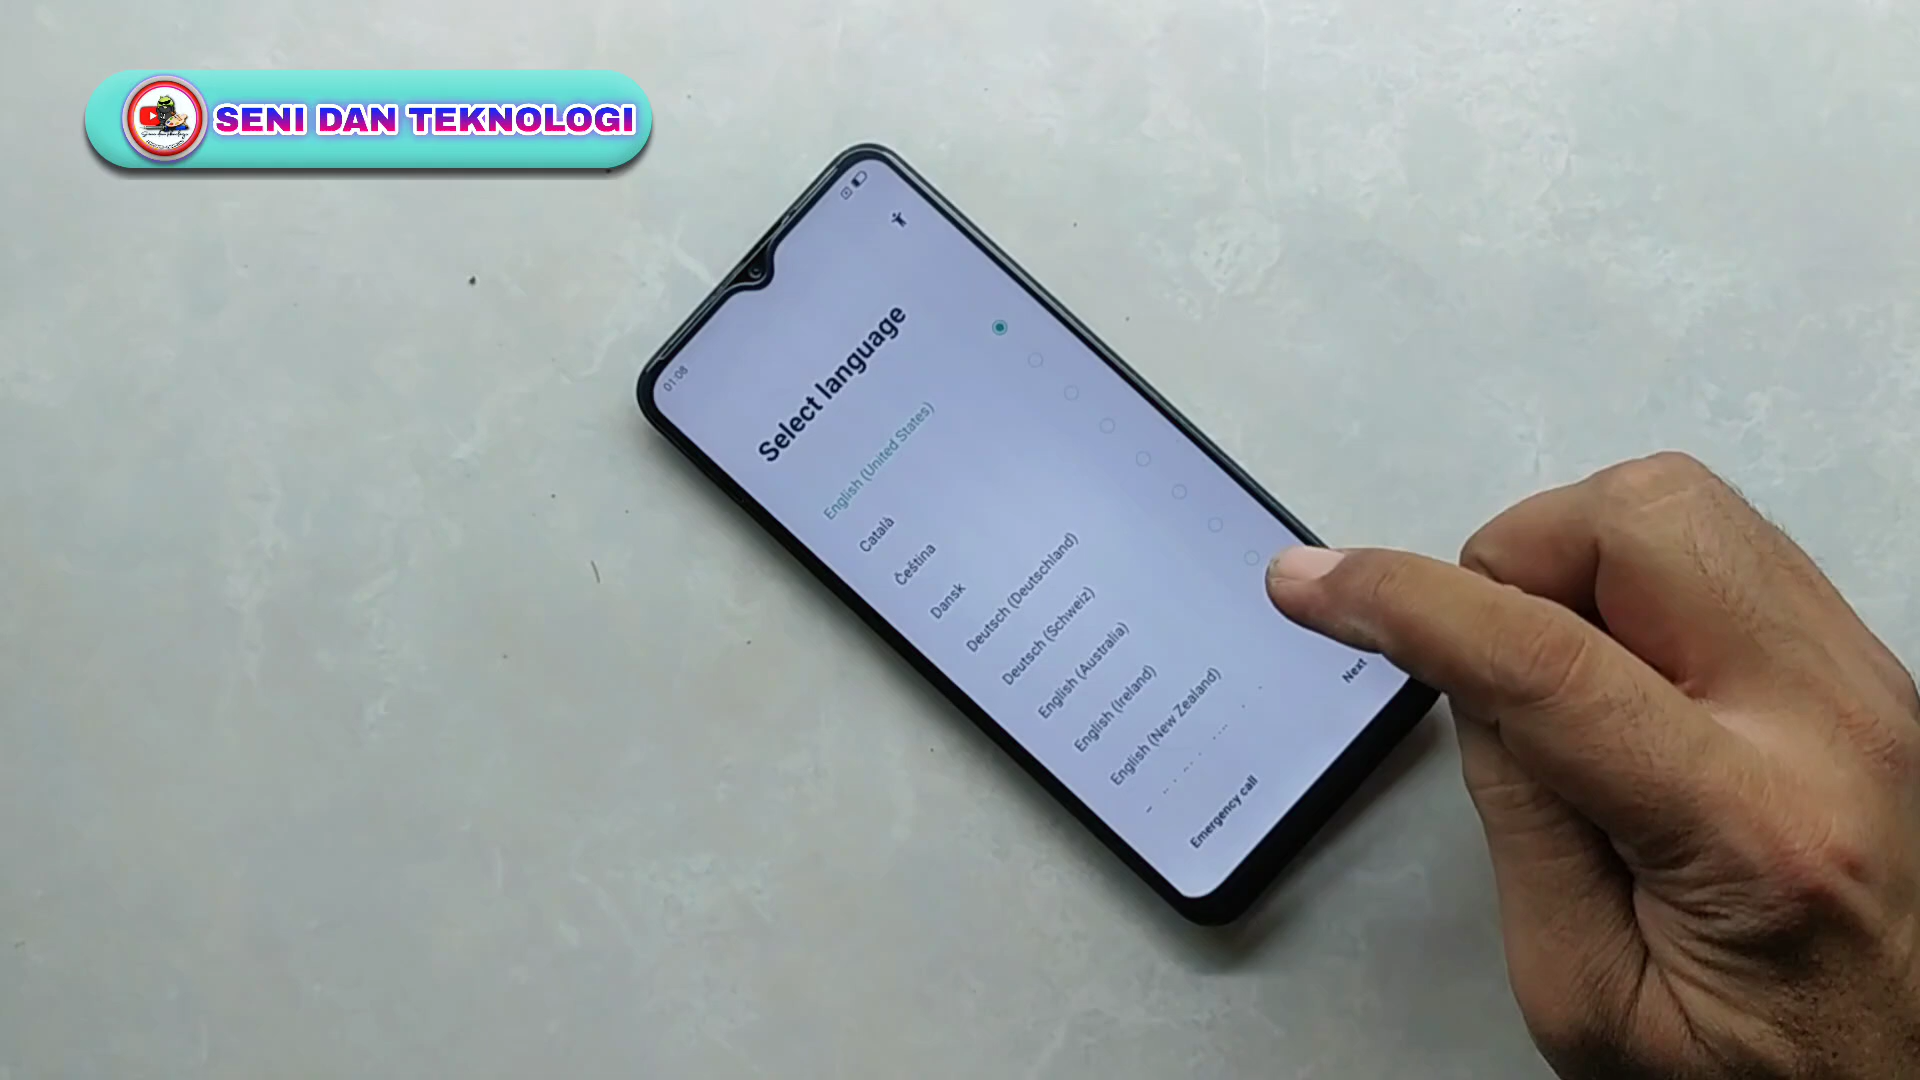 SENI DAN TEKNOLOGI
01:08
Select language
English (United States)
Català
Čeština
Dansk
Deutsch (Deutschland)
Deutsch (Schweiz)
English (Australia)
English (Ireland)
English (New Zealand)
Emergency call
Next